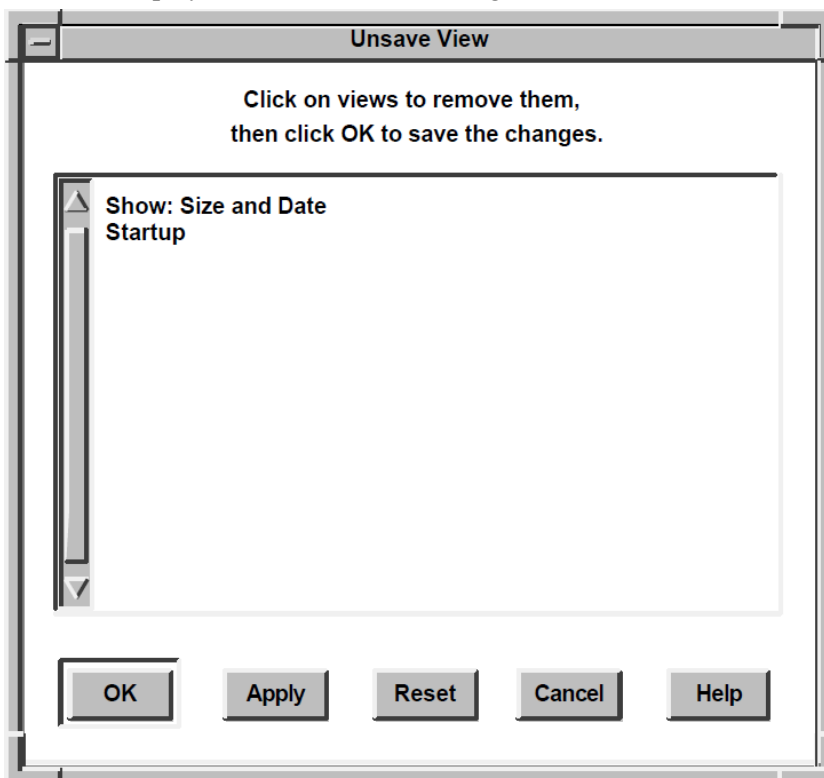 Unsave View
Click on views to remove them,
then click OK to save the changes.
Show: Size and Date
Startup
OK Apply Reset Cancel Help